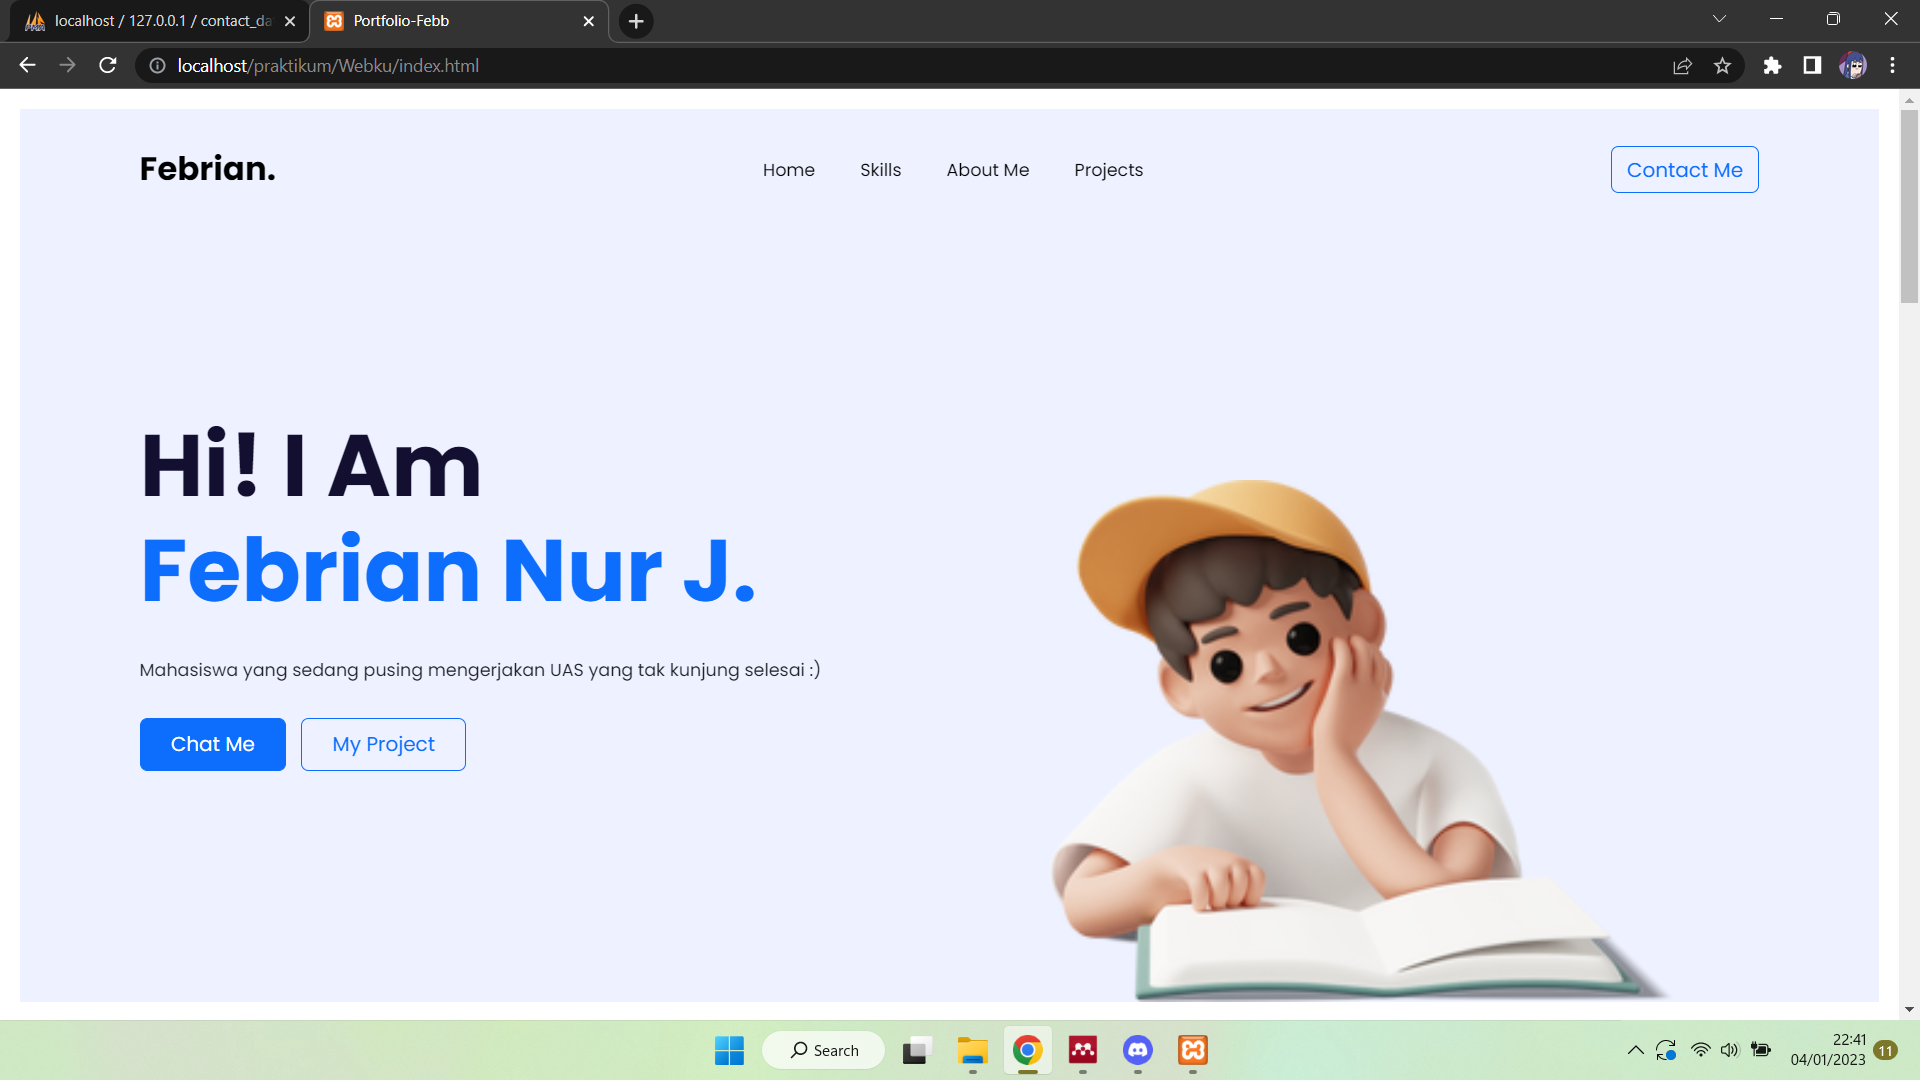 localhost / 127.0.0.1 / contact_da
Portfolio-Febb
localhost/praktikum/Webku/index.html
Febrian.
Home
Skills
About Me
Projects
Contact Me
Hi! I Am
Febrian Nur J.
Mahasiswa yang sedang pusing mengerjakan UAS yang tak kunjung selesai :)
Chat Me
My Project
Search
22:41
04/01/2023
11